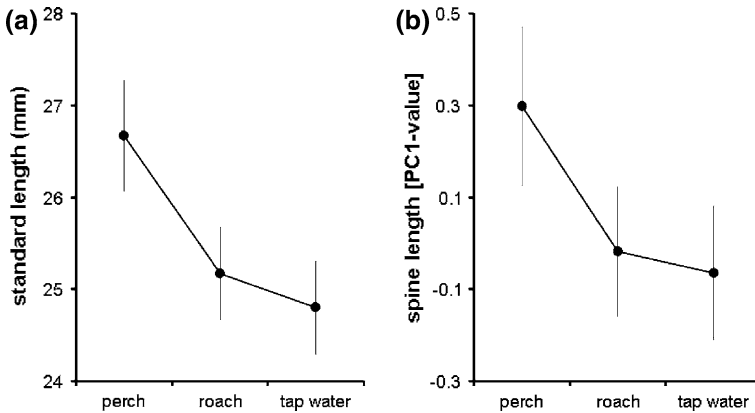 (a)
standard length (mm)
28
27
26
25
24
perch roach tap water
(b)
spine length [PC1-value]
0.5
0.3
0.1
-0.1
-0.3
perch roach tap water